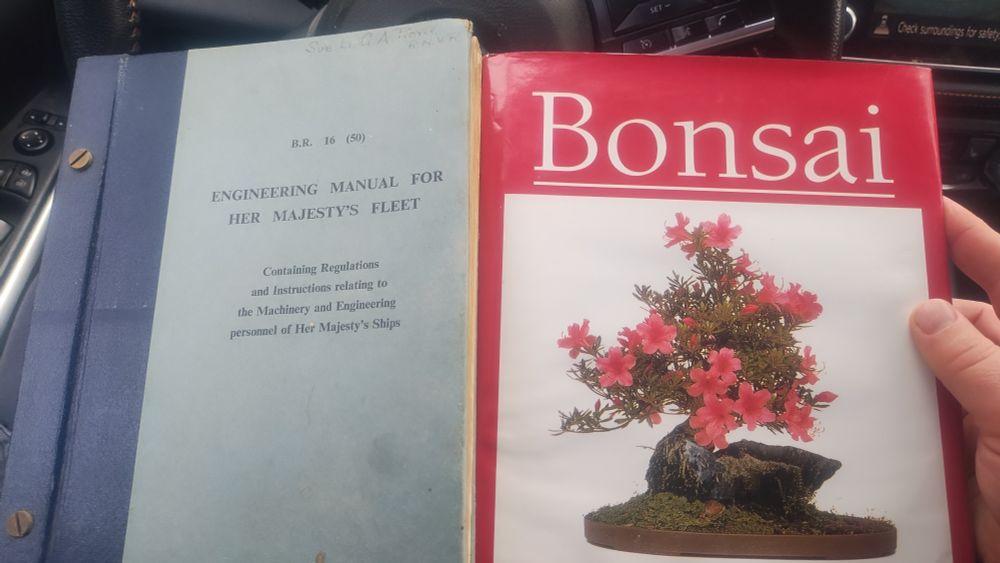 B.R. 16 (50)
ENGINEERING MANUAL FOR
HER MAJESTY'S FLEET
Containing Regulations
and Instructions relating to
the Machinery and Engineering
personnel of Her Majesty's Ships
Bonsai
SET
Check surroundings for safety